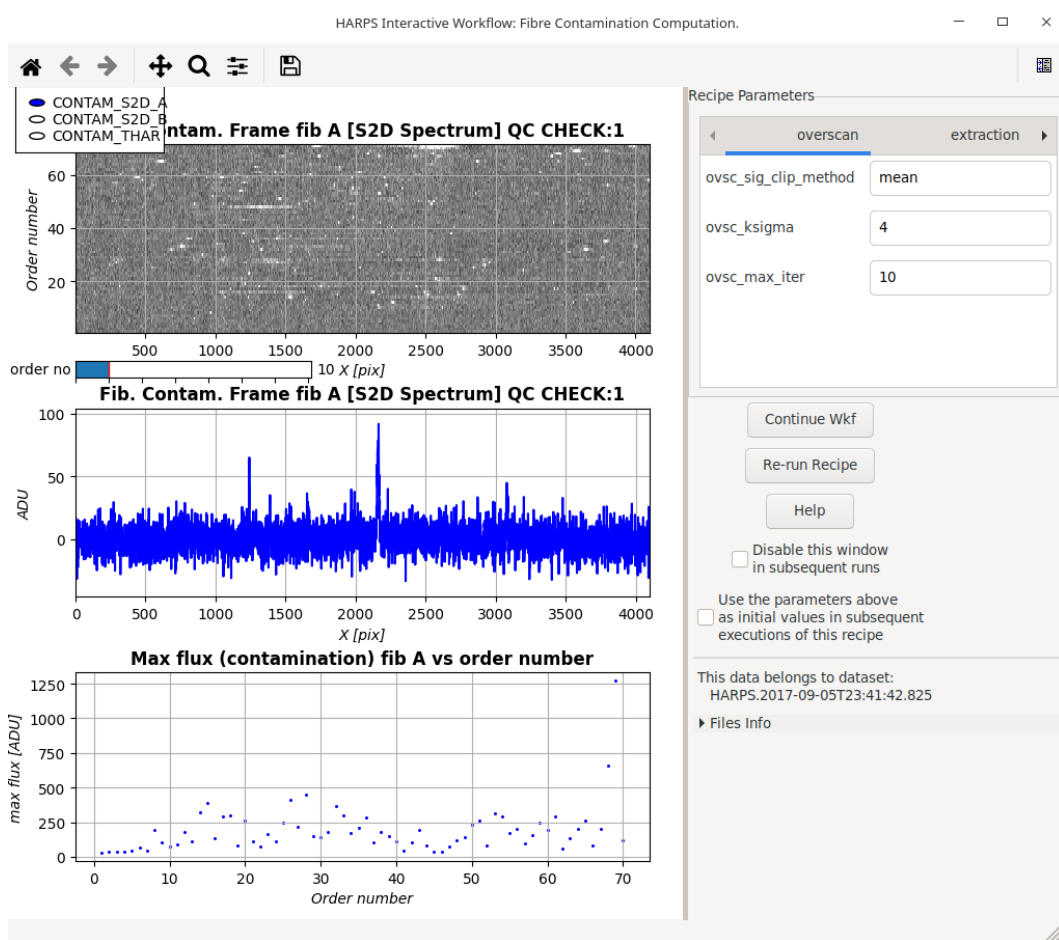 HARPS Interactive Workflow: Fibre Contamination Computation.
CONTAM_S2D_A
CONTAM_S2D_B
CONTAM_THAR
ontam. Frame fib A [S2D Spectrum] QC CHECK:1
Order number
60
40
20
500 1000 1500 2000 2500 3000 3500 4000
order no 10 X [pix]
Fib. Contam. Frame fib A [S2D Spectrum] QC CHECK:1
ADU
100
50
0
0 500 1000 1500 2000 2500 3000 3500 4000
X [pix]
Max flux (contamination) fib A vs order number
max flux [ADU]
1250
1000
750
500
250
0
0 10 20 30 40 50 60 70
Order number
Recipe Parameters
overscan extraction
ovsc_sig_clip_method mean
ovsc_ksigma 4
ovsc_max_iter 10
Continue Wkf
Re-run Recipe
Help
Disable this window
in subsequent runs
Use the parameters above
as initial values in subsequent
executions of this recipe
This data belongs to dataset:
HARPS.2017-09-05T23:41:42.825
Files Info